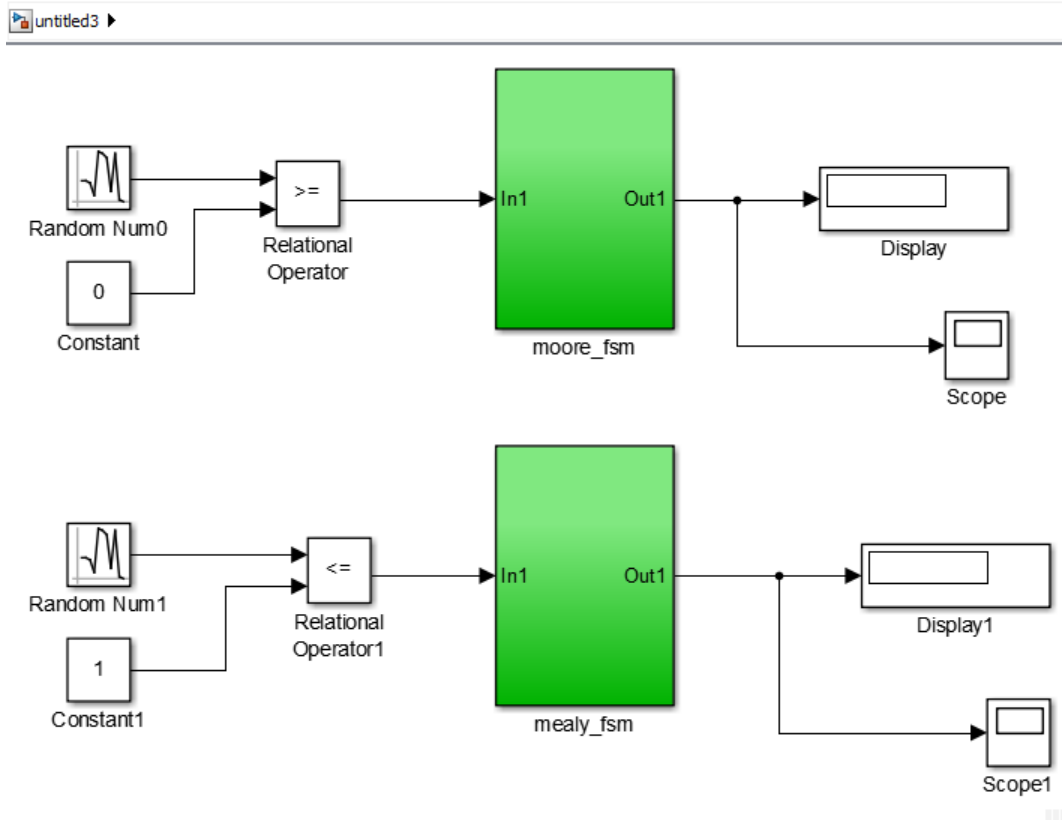 untitled3
Random Num0
0
Constant
>=
Relational
Operator
In1
Out1
moore_fsm
Display
Scope
Random Num1
1
Constant1
<=
Relational
Operator1
In1
Out1
mealy_fsm
Display1
Scope1